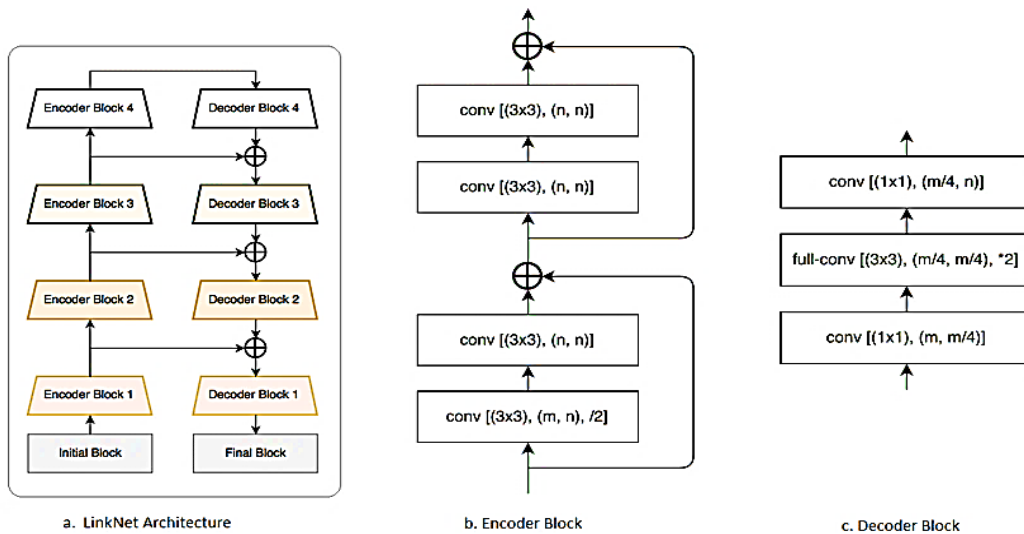 Encoder Block 4
Decoder Block 4
Encoder Block 3
Decoder Block 3
Encoder Block 2
Decoder Block 2
Encoder Block 1
Decoder Block 1
Initial Block
Final Block
a. LinkNet Architecture
conv [(3x3), (n, n)]
conv [(3x3), (n, n)]
conv [(3x3), (n, n)]
conv [(3x3), (m, n), /2]
b. Encoder Block
conv [(1x1), (m/4, n)]
full-conv [(3x3), (m/4, m/4), *2]
conv [(1x1), (m, m/4)]
c. Decoder Block